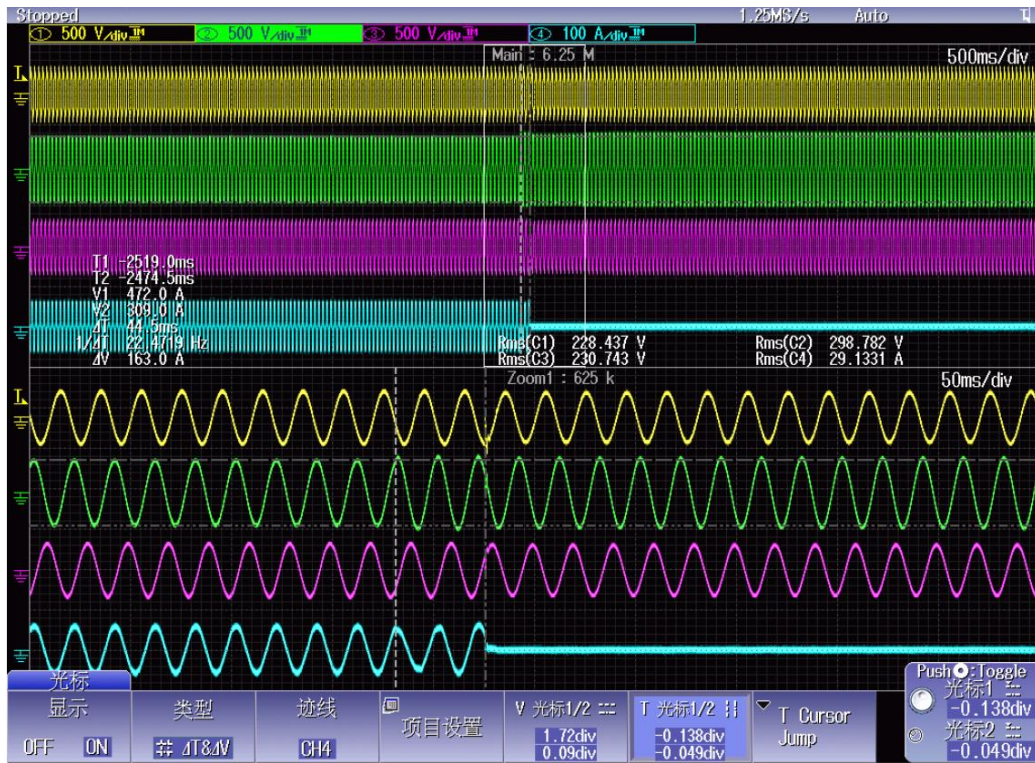 Stopped 1.25MS/s Auto
① 500 V/div 1M ② 500 V/div 1M ③ 500 V/div 1M ④ 100 A/div 1M
Main : 6.25 M 500ms/div
T1 -2519.0ms
T2 -2474.5ms
V1 472.0 A
V2 309.0 A
ΔT 44.5ms
1/ΔT 22.4719 Hz
ΔV 163.0 A
Rms(C1) 228.437 V Rms(C2) 298.782 V
Rms(C3) 230.743 V Rms(C4) 29.1331 A
Zoom1 : 625 k 50ms/div
光标
显示 类型 迹线 项目设置 V 光标1/2 T 光标1/2 T Cursor Jump
OFF ON ΔT&ΔV CH4 1.72div -0.138div
0.09div -0.049div
Push :Toggle
光标1
-0.138div
光标2
-0.049div